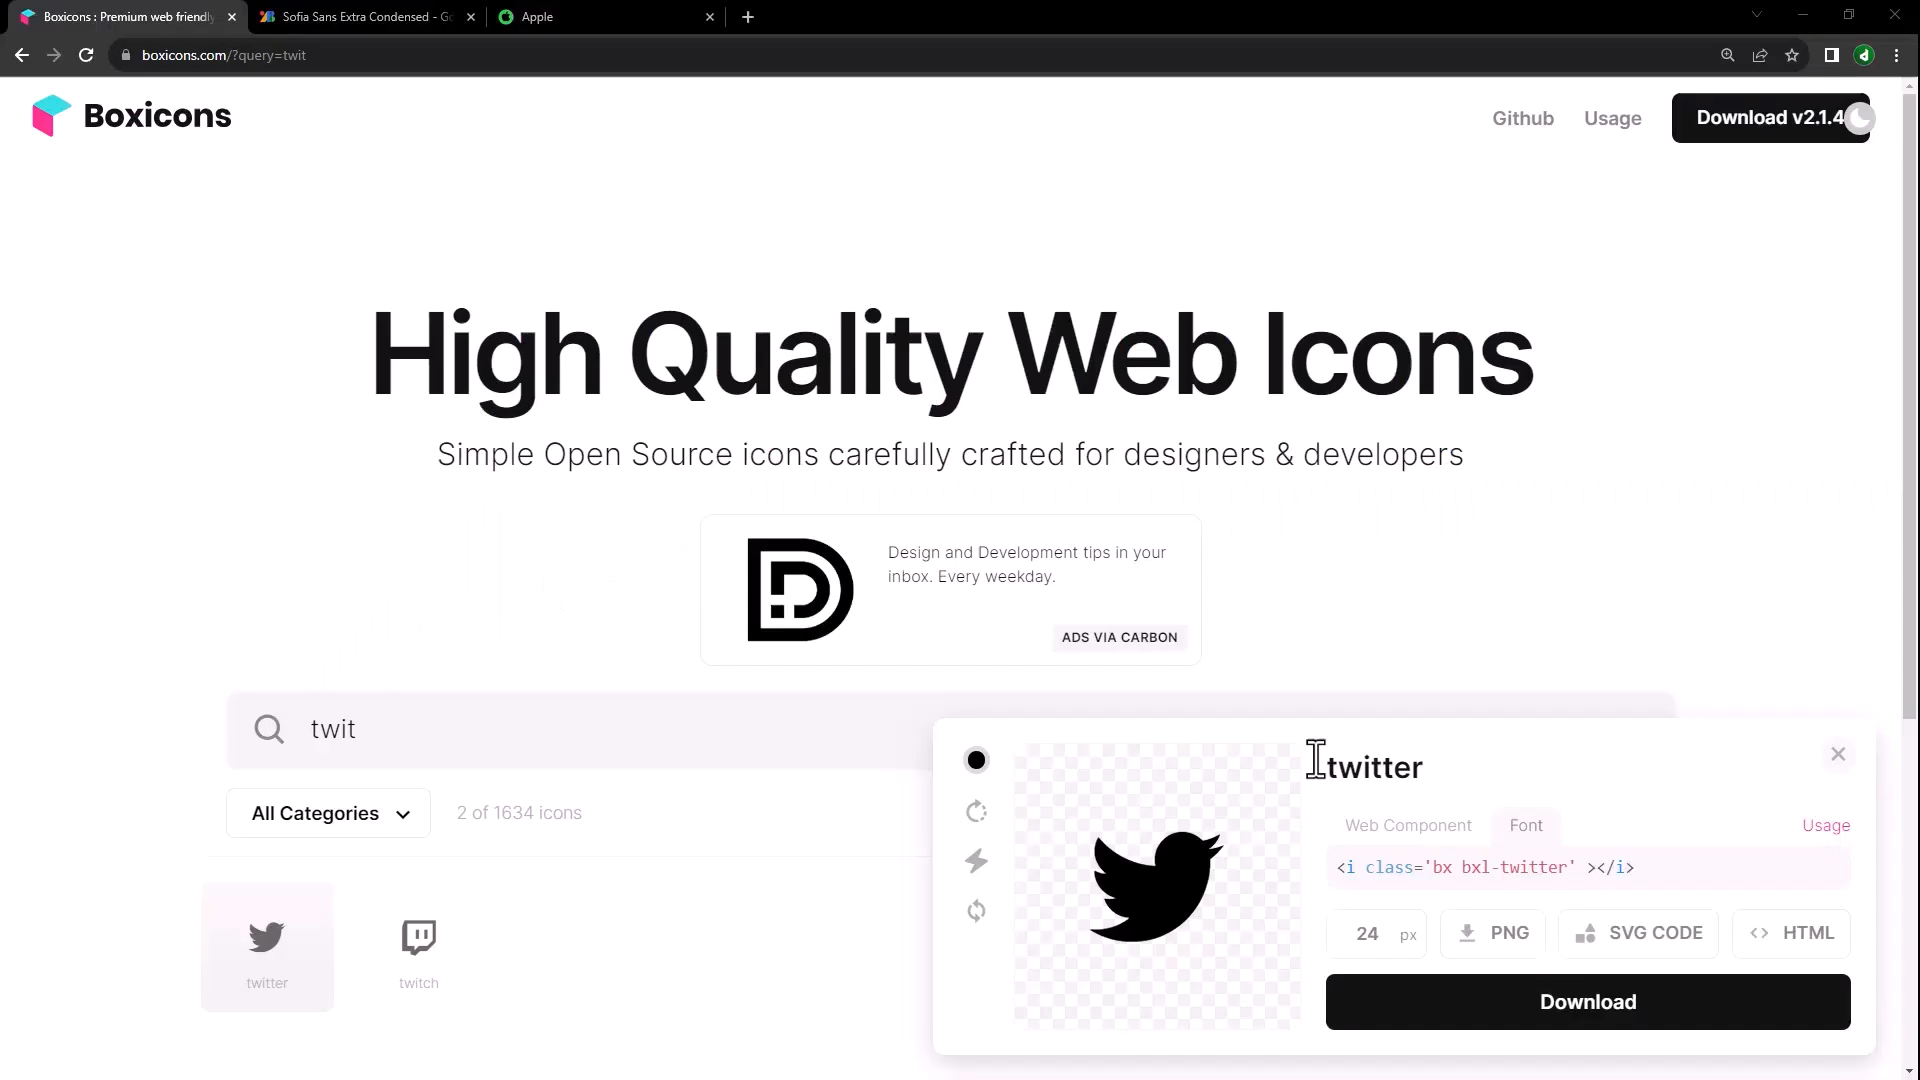 Boxicons : Premium web friendly
Sofia Sans Extra Condensed - Go
Apple
boxicons.com/?query=twit
Boxicons
Github
Usage
Download v2.1.4
High Quality Web Icons
Simple Open Source icons carefully crafted for designers & developers
Design and Development tips in your
inbox. Every weekday.
ADS VIA CARBON
twit
All Categories
2 of 1634 icons
twitter
twitch
twitter
Web Component
Font
Usage
<i class='bx bxl-twitter' ></i>
24 px
PNG
SVG CODE
HTML
Download